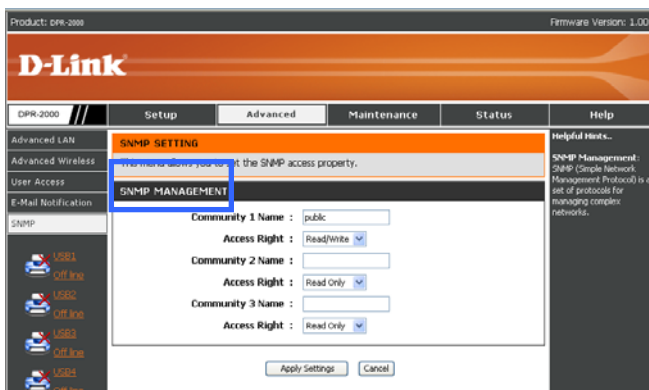 Product: DPR-2000
Firmware Version: 1.00
D-Link
DPR-2000
Setup
Advanced
Maintenance
Status
Help
Advanced LAN
Advanced Wireless
User Access
E-Mail Notification
SNMP
USB1
Off line
USB2
Off line
USB3
Off line
USB4
Off line
SNMP SETTING
This menu allows you to set the SNMP access property.
SNMP MANAGEMENT
Community 1 Name : public
Access Right : Read/Write
Community 2 Name :
Access Right : Read Only
Community 3 Name :
Access Right : Read Only
Apply Settings
Cancel
Helpful Hints..
SNMP Management:
SNMP (Simple Network
Management Protocol) is a
set of protocols for
managing complex
networks.